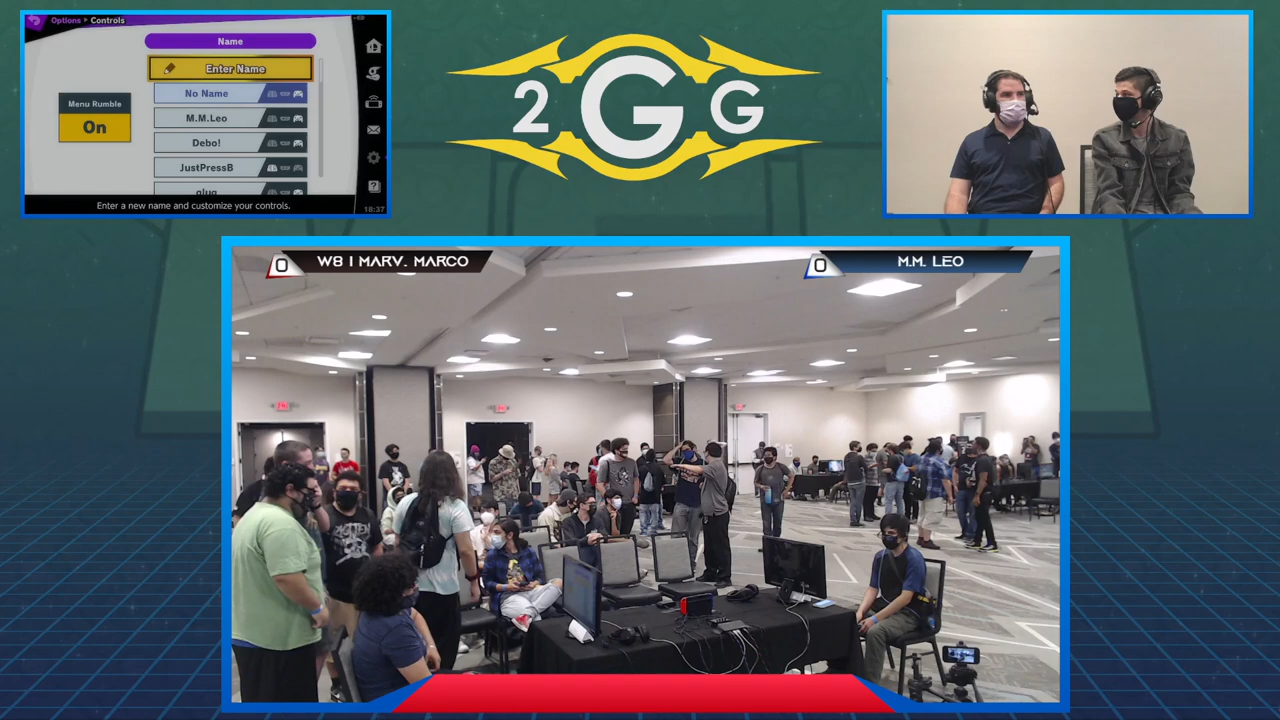 Options ▸ Controls
Name
Enter Name
No Name
Menu Rumble
On
M.M.Leo
Debo!
JustPressB
glug
Enter a new name and customize your controls.
18:37
2GG
0 W8 | MARV. MARCO
0 M.M. LEO